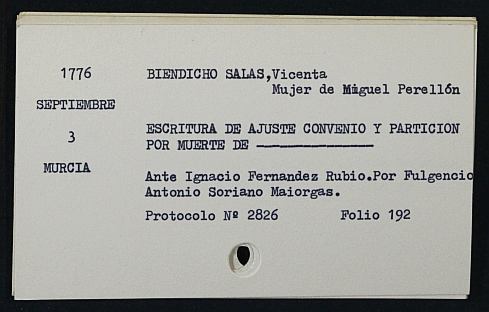 1776
BIENDICHO SALAS,Vicenta
Mujer de Miguel Perellón
SEPTIEMBRE
3
ESCRITURA DE AJUSTE CONVENIO Y PARTICION
POR MUERTE DE ---------------
MURCIA
Ante Ignacio Fernandez Rubio.Por Fulgencio
Antonio Soriano Maiorgas.
Protocolo Nº 2826 Folio 192